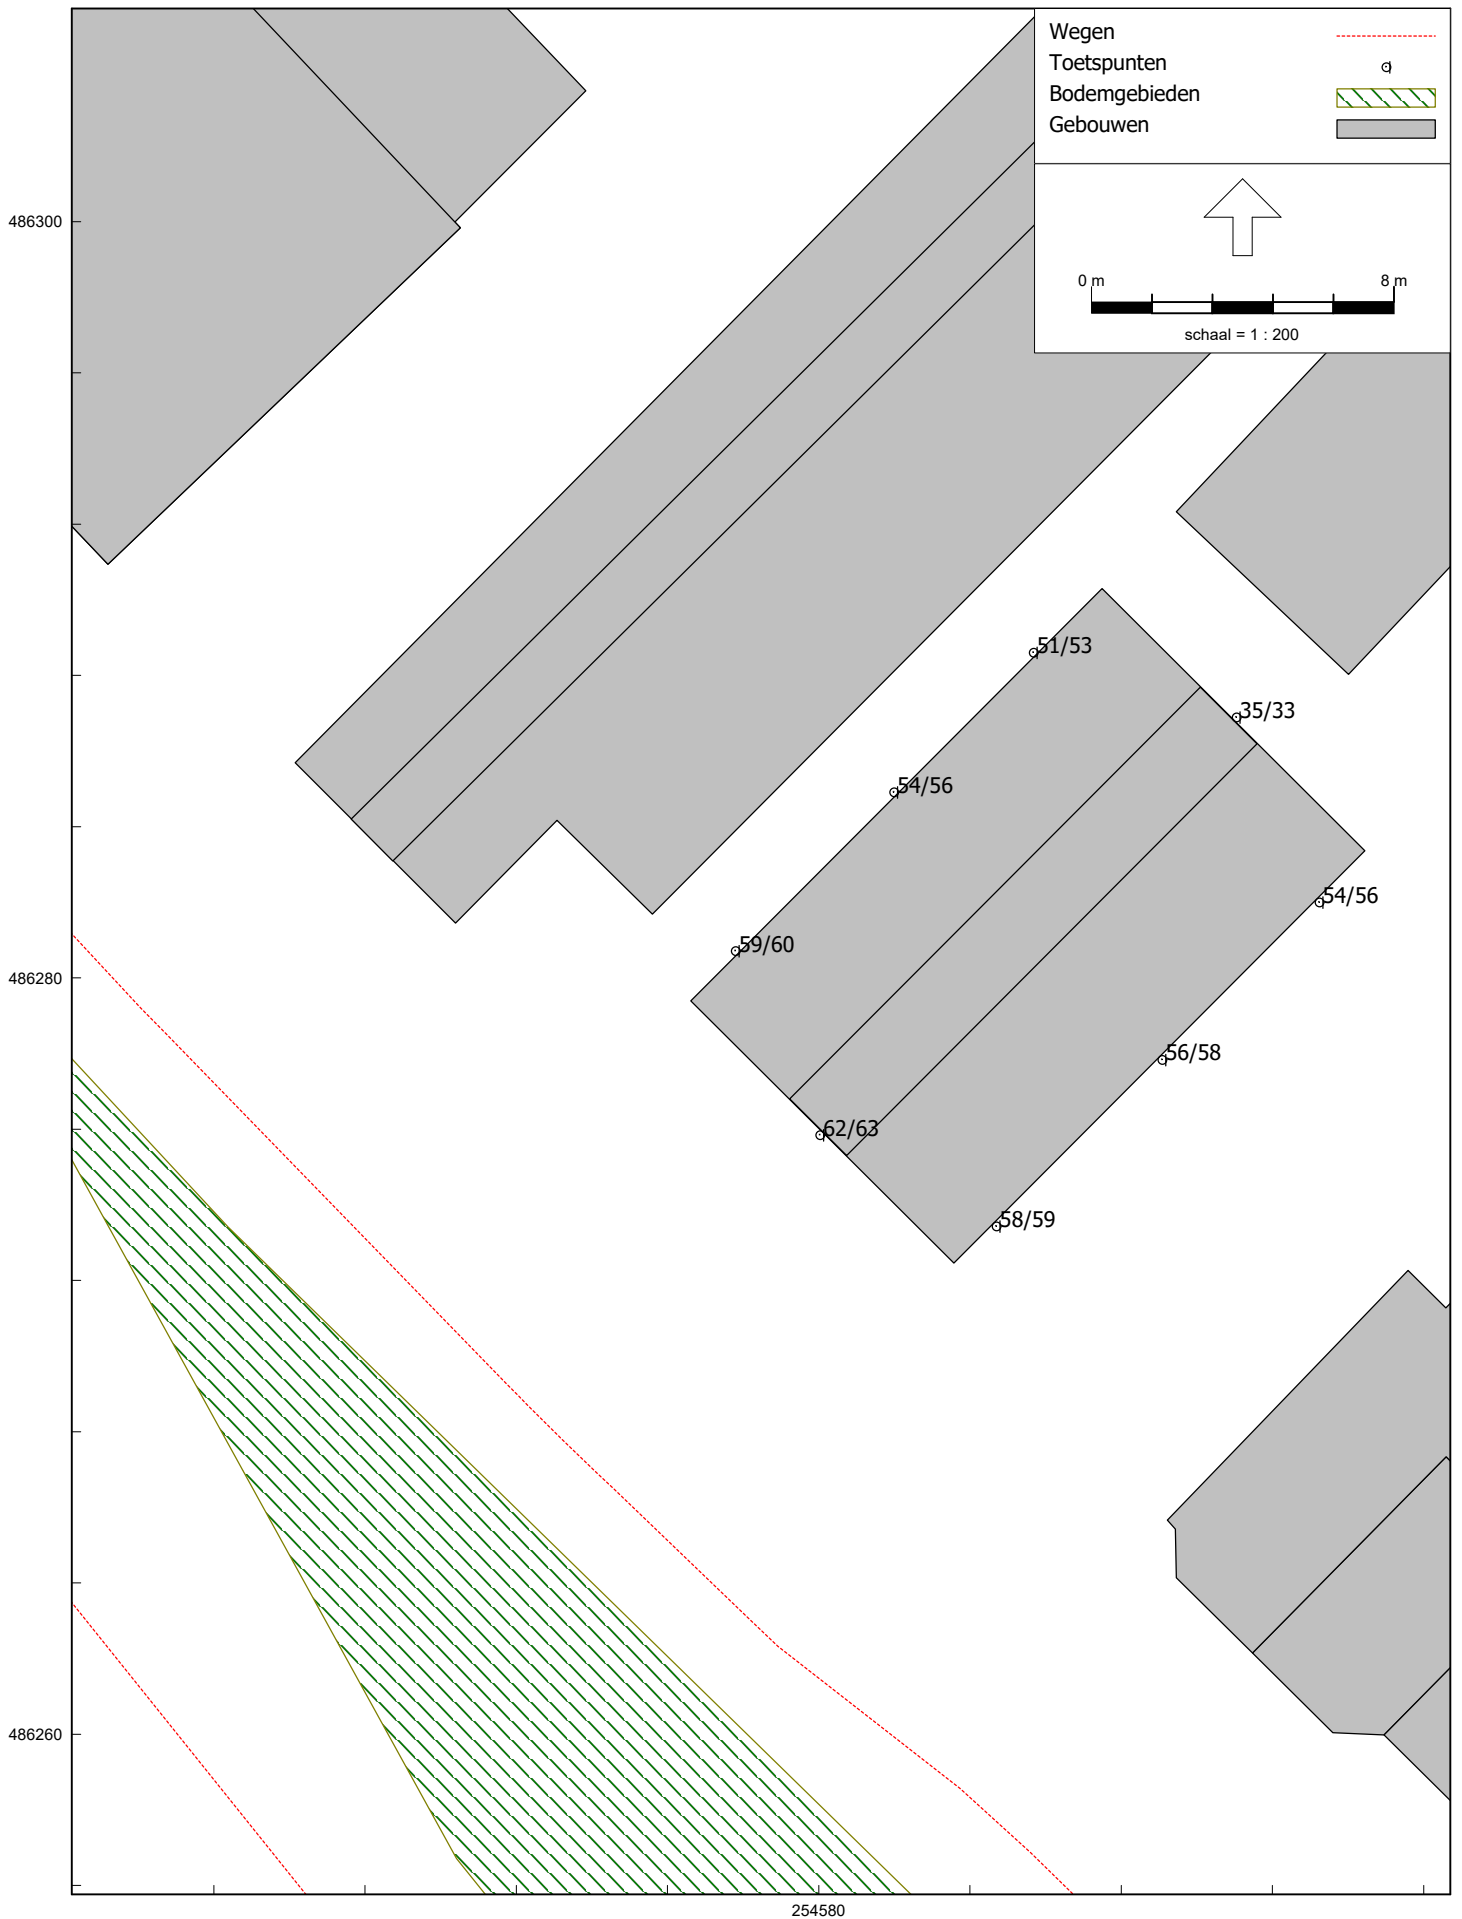 Wegen
Toetspunten
Bodemgebieden
Gebouwen
486300
0 m 8 m
schaal = 1 : 200
51/53
35/33
54/56
54/56
59/60
486280
56/58
62/63
58/59
486260
254580